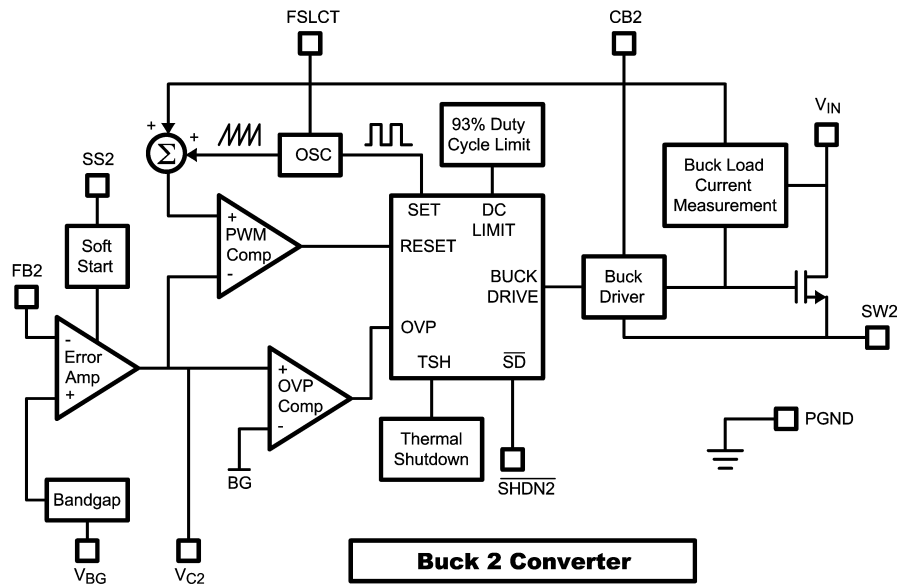 FSLCT
CB2
VIN
+
+
Σ
OSC
93% Duty
Cycle Limit
Buck Load
Current
Measurement
SS2
Soft
Start
FB2
+
PWM
Comp
-
SET
DC
LIMIT
RESET
BUCK
DRIVE
OVP
TSH
SD
Buck
Driver
SW2
-
Error
Amp
+
+
OVP
Comp
-
BG
Thermal
Shutdown
SHDN2
PGND
Bandgap
VBG
VC2
Buck 2 Converter